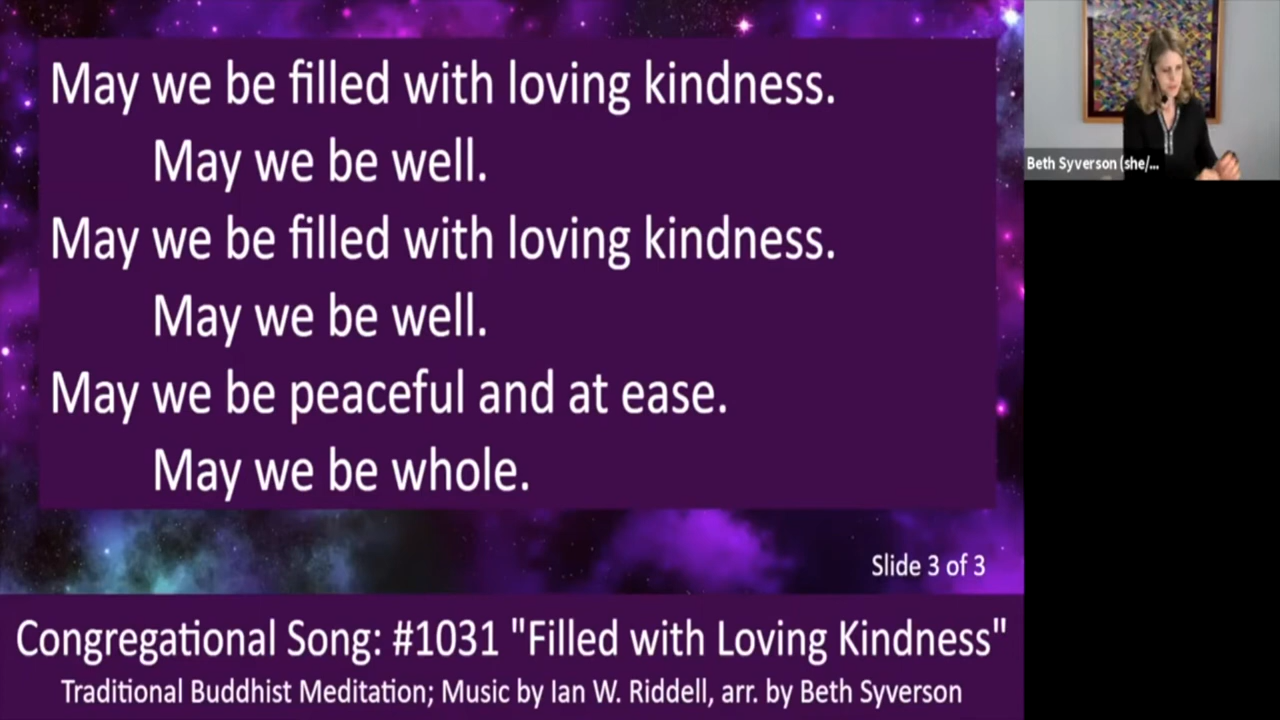 May we be filled with loving kindness.
May we be well.
May we be filled with loving kindness.
May we be well.
May we be peaceful and at ease.
May we be whole.
Slide 3 of 3
Congregational Song: #1031 "Filled with Loving Kindness"
Traditional Buddhist Meditation; Music by Ian W. Riddell, arr. by Beth Syverson
Beth Syverson (she/...